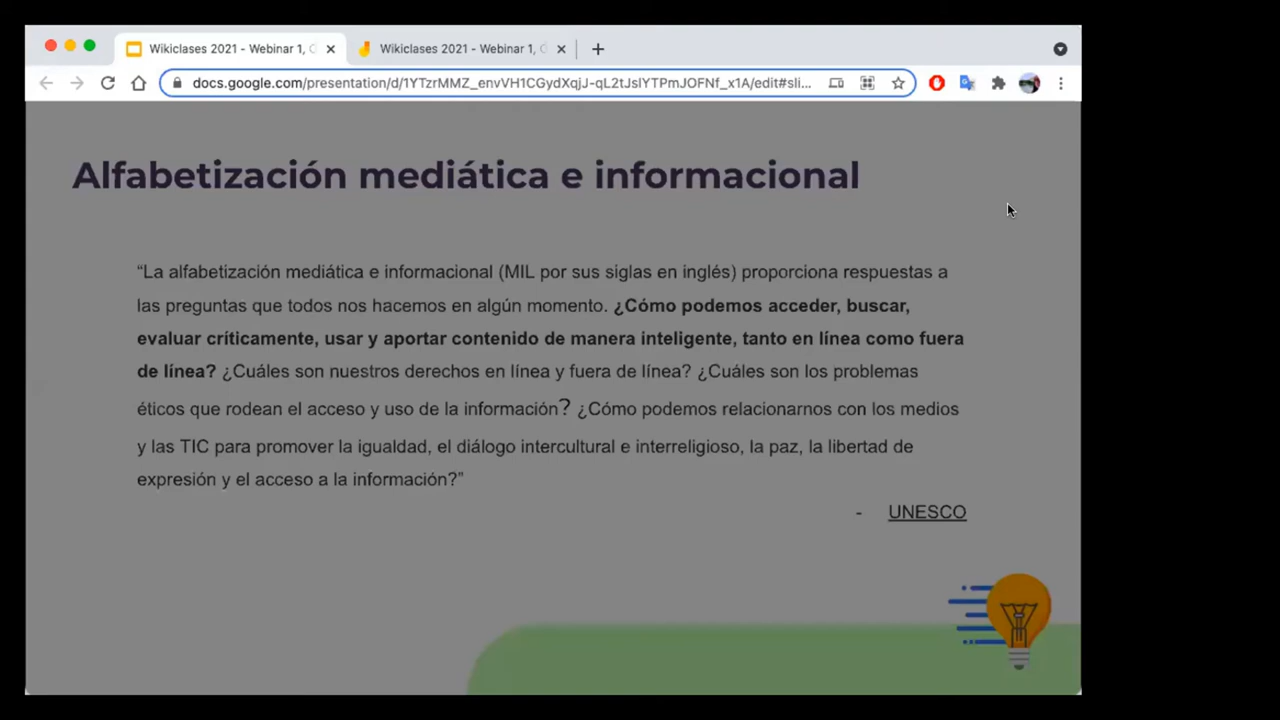 Wikiclases 2021 - Webinar 1,
Wikiclases 2021 - Webinar 1,
docs.google.com/presentation/d/1YTzrMMZ_envVH1CGydXqjJ-qL2tJslYTPmJOFNf_x1A/edit#sli...
Alfabetización mediática e informacional
“La alfabetización mediática e informacional (MIL por sus siglas en inglés) proporciona respuestas a
las preguntas que todos nos hacemos en algún momento. ¿Cómo podemos acceder, buscar,
evaluar críticamente, usar y aportar contenido de manera inteligente, tanto en línea como fuera
de línea? ¿Cuáles son nuestros derechos en línea y fuera de línea? ¿Cuáles son los problemas
éticos que rodean el acceso y uso de la información? ¿Cómo podemos relacionarnos con los medios
y las TIC para promover la igualdad, el diálogo intercultural e interreligioso, la paz, la libertad de
expresión y el acceso a la información?”
- UNESCO